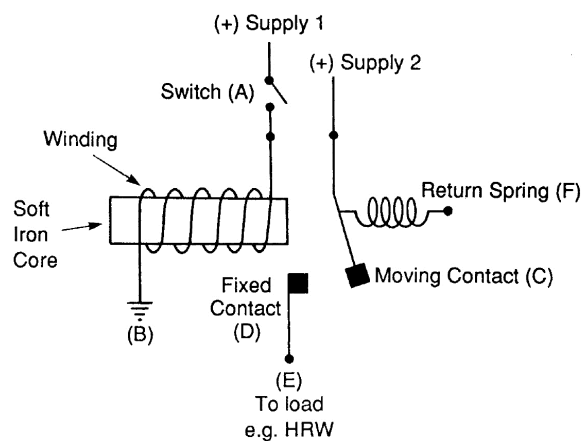 (+) Supply 1
(+) Supply 2
Switch (A)
Winding
Return Spring (F)
Soft
Iron
Core
Moving Contact (C)
Fixed
Contact
(D)
(B)
(E)
To load
e.g. HRW